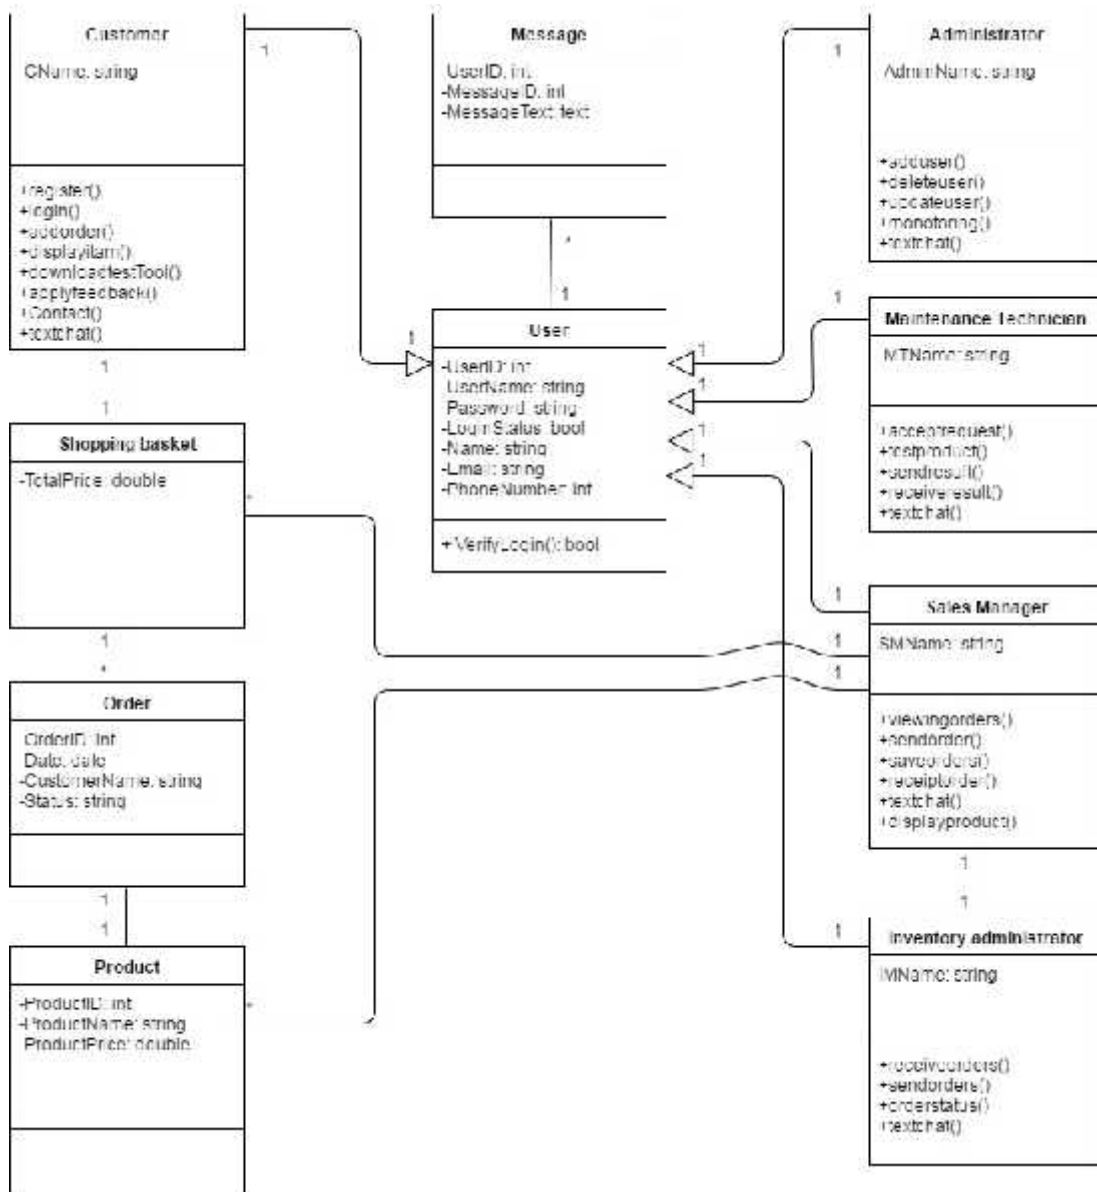 Customer
CName: string
+register()
+login()
+addorder()
+displayitam()
+downloadtestTool()
+applyfeedback()
+Contact()
+textchat()
1
1
Message
UserID: int
-MessageID: int
-MessageText: text
*
1
Administrator
AdminName: string
+adduser()
+deleteuser()
+updateuser()
+monotoring()
+textchat()
1
User
-UserID: int
UserName: string
Password: string
-LoginStatus: bool
-Name: string
-Email: string
-PhoneNumber: int
+ VerifyLogin(): bool
1
1
1
1
1
Maintenance Technician
MTName: string
+acceptrequest()
+testproduct()
+sendresult()
+receiveresult()
+textchat()
1
Shopping basket
-TotalPrice: double
1
*
1
Sales Manager
SMName: string
+viewingorders()
+sendorder()
+saveorders()
+receiptorder()
+textchat()
+displayproduct()
1
1
1
1
Order
OrderID: int
Date: date
-CustomerName: string
-Status: string
*
1
Product
-ProductID: int
-ProductName: string
ProductPrice: double
1
*
Inventory administrator
IMName: string
+receiveorders()
+sendorders()
+orderstatus()
+textchat()
1
1